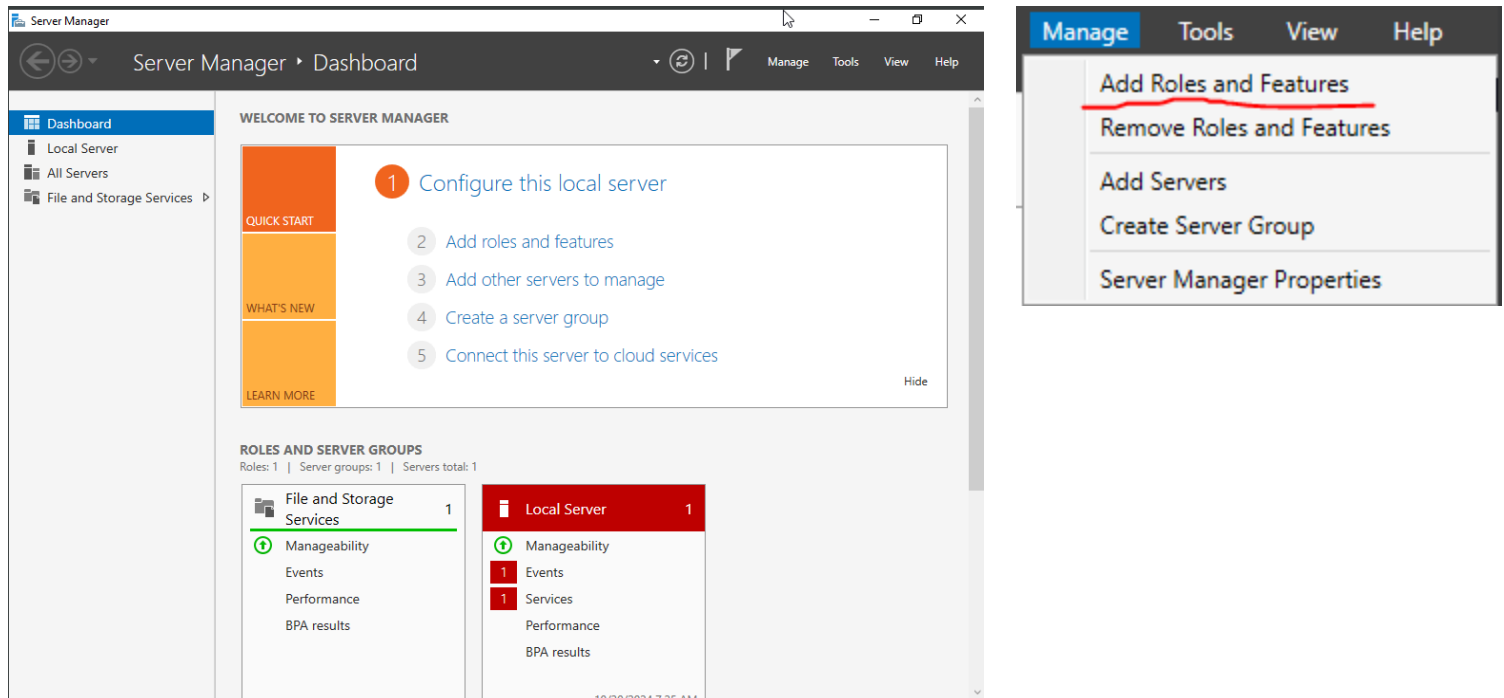 Server Manager
Server Manager • Dashboard
Manage Tools View Help
Dashboard
Local Server
All Servers
File and Storage Services
WELCOME TO SERVER MANAGER
QUICK START
WHAT'S NEW
LEARN MORE
1 Configure this local server
2 Add roles and features
3 Add other servers to manage
4 Create a server group
5 Connect this server to cloud services
Hide
ROLES AND SERVER GROUPS
Roles: 1 | Server groups: 1 | Servers total: 1
File and Storage
Services 1
Manageability
Events
Performance
BPA results
Local Server 1
Manageability
1 Events
1 Services
Performance
BPA results
Manage Tools View Help
Add Roles and Features
Remove Roles and Features
Add Servers
Create Server Group
Server Manager Properties